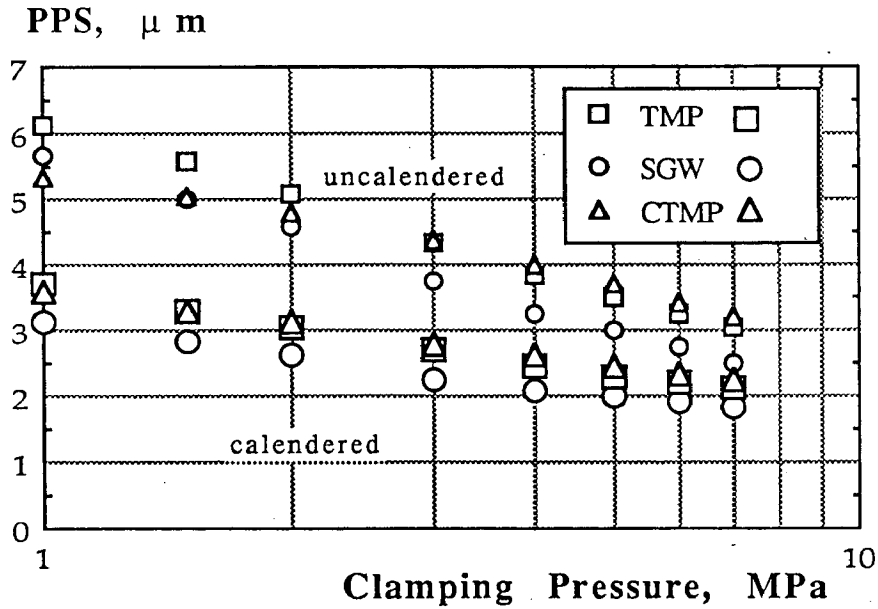 PPS, μ m
7
6
5
4
3
2
1
0
TMP
SGW
CTMP
uncalendered
calendered
1
10
Clamping Pressure, MPa